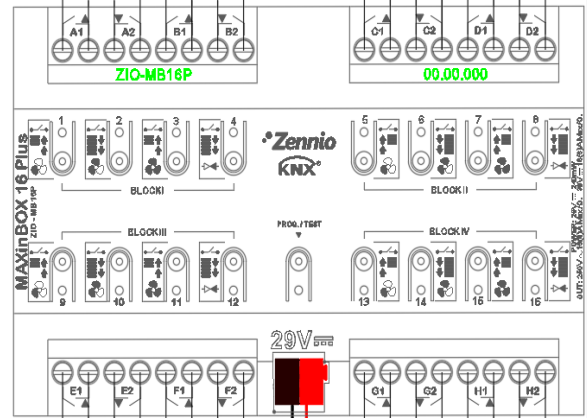 A1 A2 B1 B2
C1 C2 D1 D2
ZIO-MB16P
00.00.000
1 2 3 4
5 6 7 8
Zennio
KNX
BLOCK I
BLOCK II
MAXinBOX 16 Plus
ZIO-MB16P
PROG./TEST
BLOCK III
BLOCK IV
9 10 11 12
13 14 15 16
29V
E1 E2 F1 F2
G1 G2 H1 H2